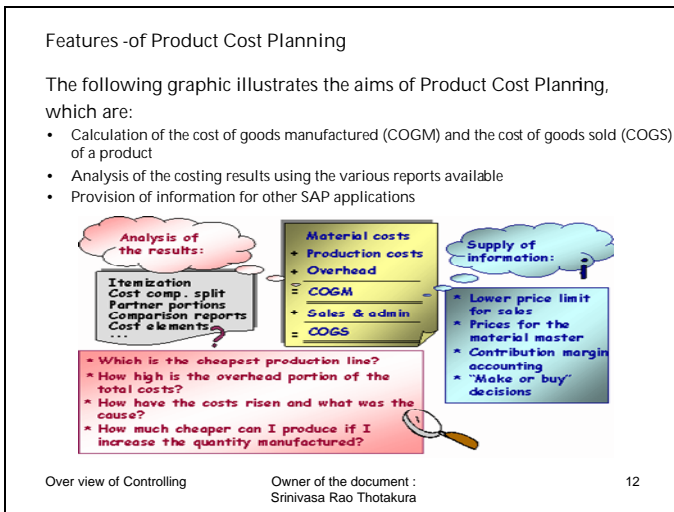 Features -of Product Cost Planning
The following graphic illustrates the aims of Product Cost Planning,
which are:
• Calculation of the cost of goods manufactured (COGM) and the cost of goods sold (COGS)
of a product
• Analysis of the costing results using the various reports available
• Provision of information for other SAP applications
Analysis of
the results:
Itemization
Cost comp. split
Partner portions
Comparison reports
Cost elements
...
?
Material costs
+ Production costs
+ Overhead
= COGM
+ Sales & admin
= COGS
Supply of
information:
i
* Lower price limit
for sales
* Prices for the
material master
* Contribution margin
accounting
* "Make or buy"
decisions
* Which is the cheapest production line?
* How high is the overhead portion of the
total costs?
* How have the costs risen and what was the
cause?
* How much cheaper can I produce if I
increase the quantity manufactured?
Over view of Controlling
Owner of the document :
Srinivasa Rao Thotakura
12